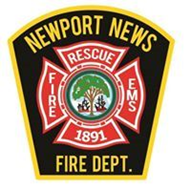 NEWPORT NEWS
RESCUE
FIRE
EMS
1891
FIRE DEPT.